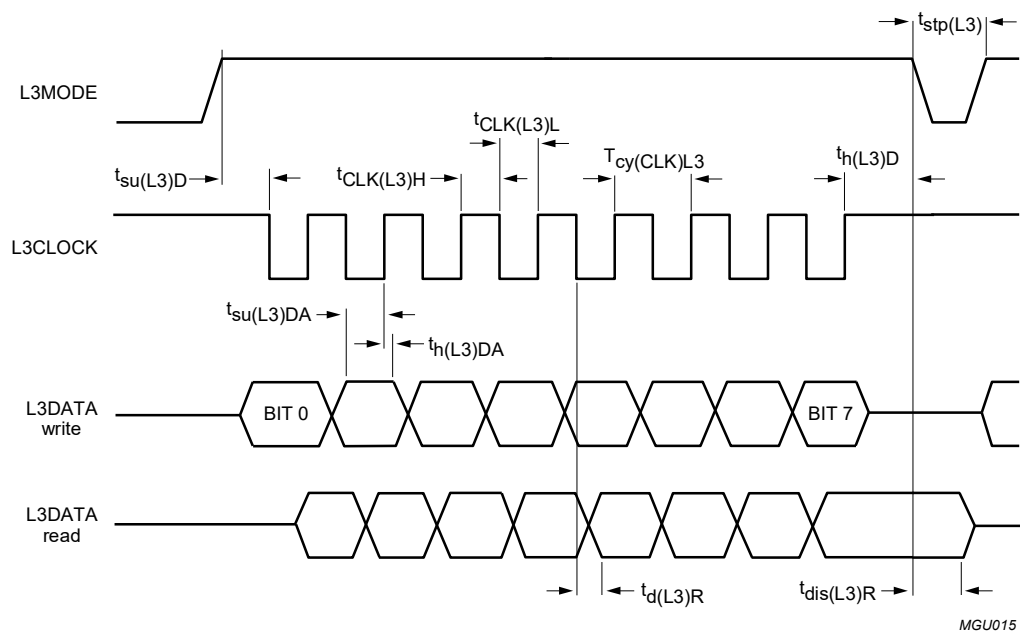 tstp(L3)
L3MODE
tCLK(L3)L
tsu(L3)D
tCLK(L3)H
Tcy(CLK)L3
th(L3)D
L3CLOCK
tsu(L3)DA
th(L3)DA
L3DATA
write
BIT 0
BIT 7
L3DATA
read
td(L3)R
tdis(L3)R
MGU015